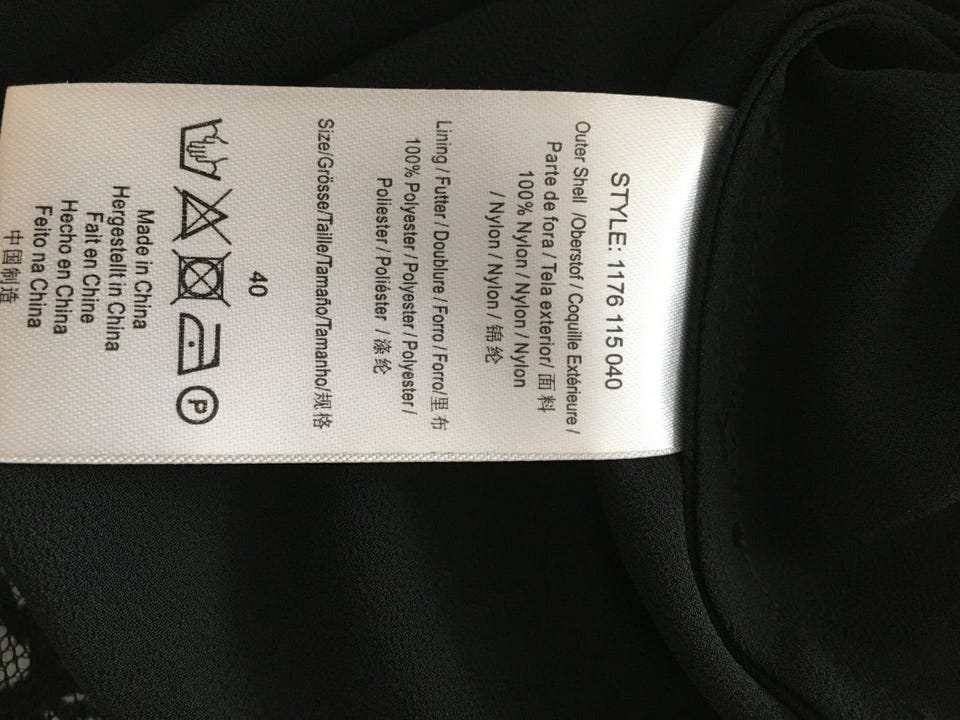 STYLE: 1176 115 040
Outer Shell /Oberstof / Coquille Extérieure /
Parte de fora / Tela exterior/ 面料
100% Nylon / Nylon / Nylon
/ Nylon / Nylon / 锦纶
Lining / Futter / Doublure / Forro / Forro/里布
100% Polyester / Polyester / Polyester /
Poliester / Poliéster / 涤纶
Size/Grösse/Taille/Tamaño/Tamanho/规格
40
P
Made in China
Hergestellt in China
Fait en Chine
Hecho en China
Feito na China
中国制造